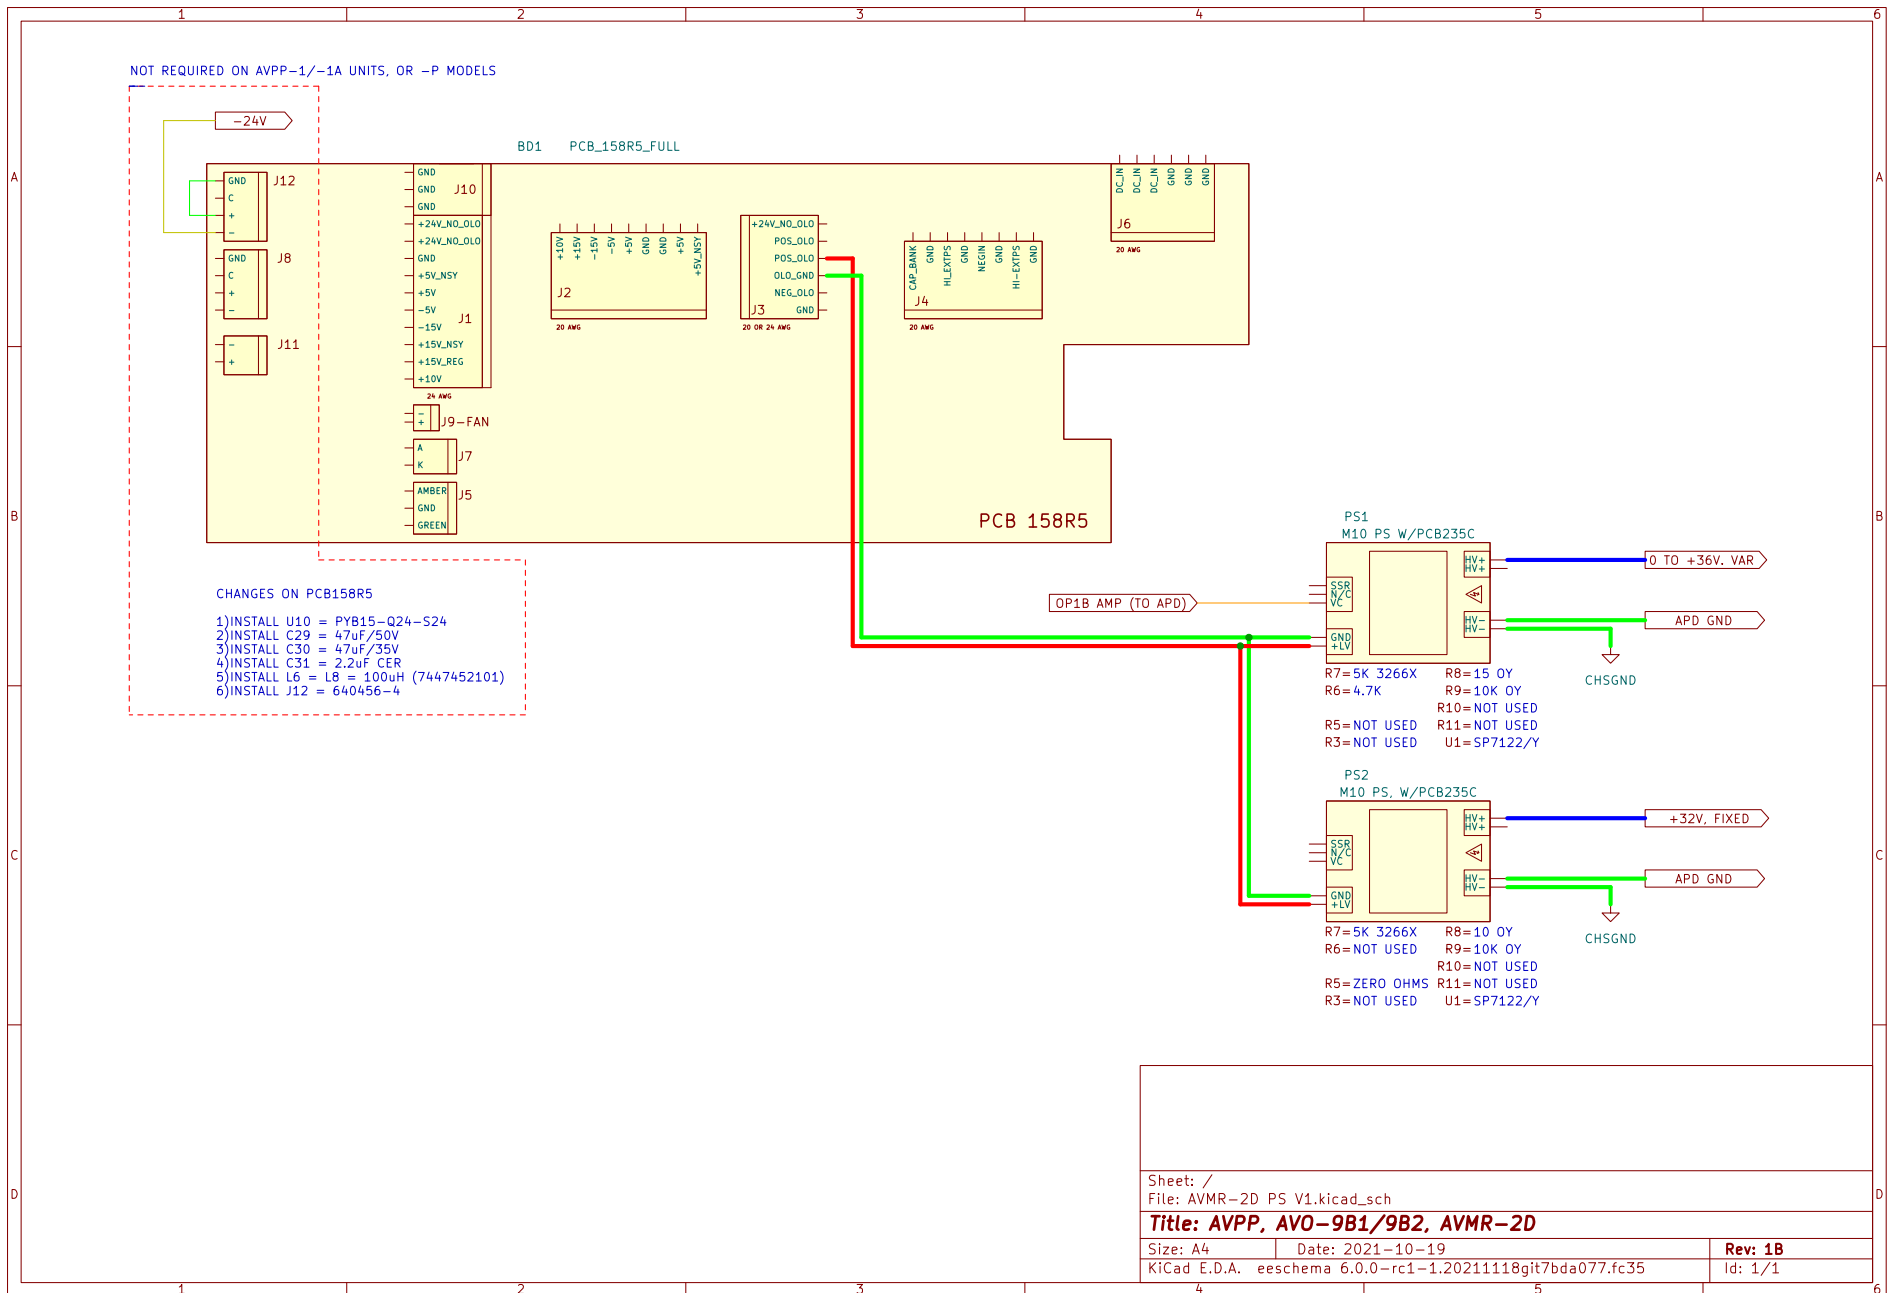 1 2 3 4 5 6
NOT REQUIRED ON AVPP-1/-1A UNITS, OR -P MODELS
-24V
BD1 PCB_158R5_FULL
A A
J12
GND
C
+
-
J8
GND
C
+
-
J11
-
+
J10
GND
GND
GND
+24V_NO_OLO
+24V_NO_OLO
GND
+5V_NSY
+5V
-5V
J1
-15V
+15V_NSY
+15V_REG
+10V
24 AWG
-
+
J9-FAN
A
K
J7
AMBER
GND
GREEN
J5
+10V
+15V
-15V
-5V
+5V
GND
GND
+5V
+5V_NSY
J2
20 AWG
+24V_NO_OLO
POS_OLO
POS_OLO
OLO_GND
NEG_OLO
GND
J3
20 OR 24 AWG
CAP_BANK
GND
HI_EXTPS
GND
NEGIN
GND
HI-EXTPS
GND
J4
20 AWG
DC_IN
DC_IN
DC_IN
GND
GND
GND
J6
20 AWG
PCB 158R5
B B
CHANGES ON PCB158R5
1)INSTALL U10 = PYB15-Q24-S24
2)INSTALL C29 = 47uF/50V
3)INSTALL C30 = 47uF/35V
4)INSTALL C31 = 2.2uF CER
5)INSTALL L6 = L8 = 100uH (7447452101)
6)INSTALL J12 = 640456-4
PS1
M10 PS W/PCB235C
OP1B AMP (TO APD)
SSR
N/C
VC
GND
+LV
HV+
HV+
HV-
HV-
0 TO +36V. VAR
APD GND
CHSGND
R7=5K 3266X R8=15 OY
R6=4.7K R9=10K OY
R10=NOT USED
R5=NOT USED R11=NOT USED
R3=NOT USED U1=SP7122/Y
PS2
M10 PS, W/PCB235C
SSR
N/C
VC
GND
+LV
HV+
HV+
HV-
HV-
+32V, FIXED
APD GND
CHSGND
C C
R7=5K 3266X R8=10 OY
R6=NOT USED R9=10K OY
R10=NOT USED
R5=ZERO OHMS R11=NOT USED
R3=NOT USED U1=SP7122/Y
D D
Sheet: /
File: AVMR-2D PS V1.kicad_sch
Title: AVPP, AVO-9B1/9B2, AVMR-2D
Size: A4 Date: 2021-10-19 Rev: 1B
KiCad E.D.A. eeschema 6.0.0-rc1-1.20211118git7bda077.fc35 Id: 1/1
1 2 3 4 5 6